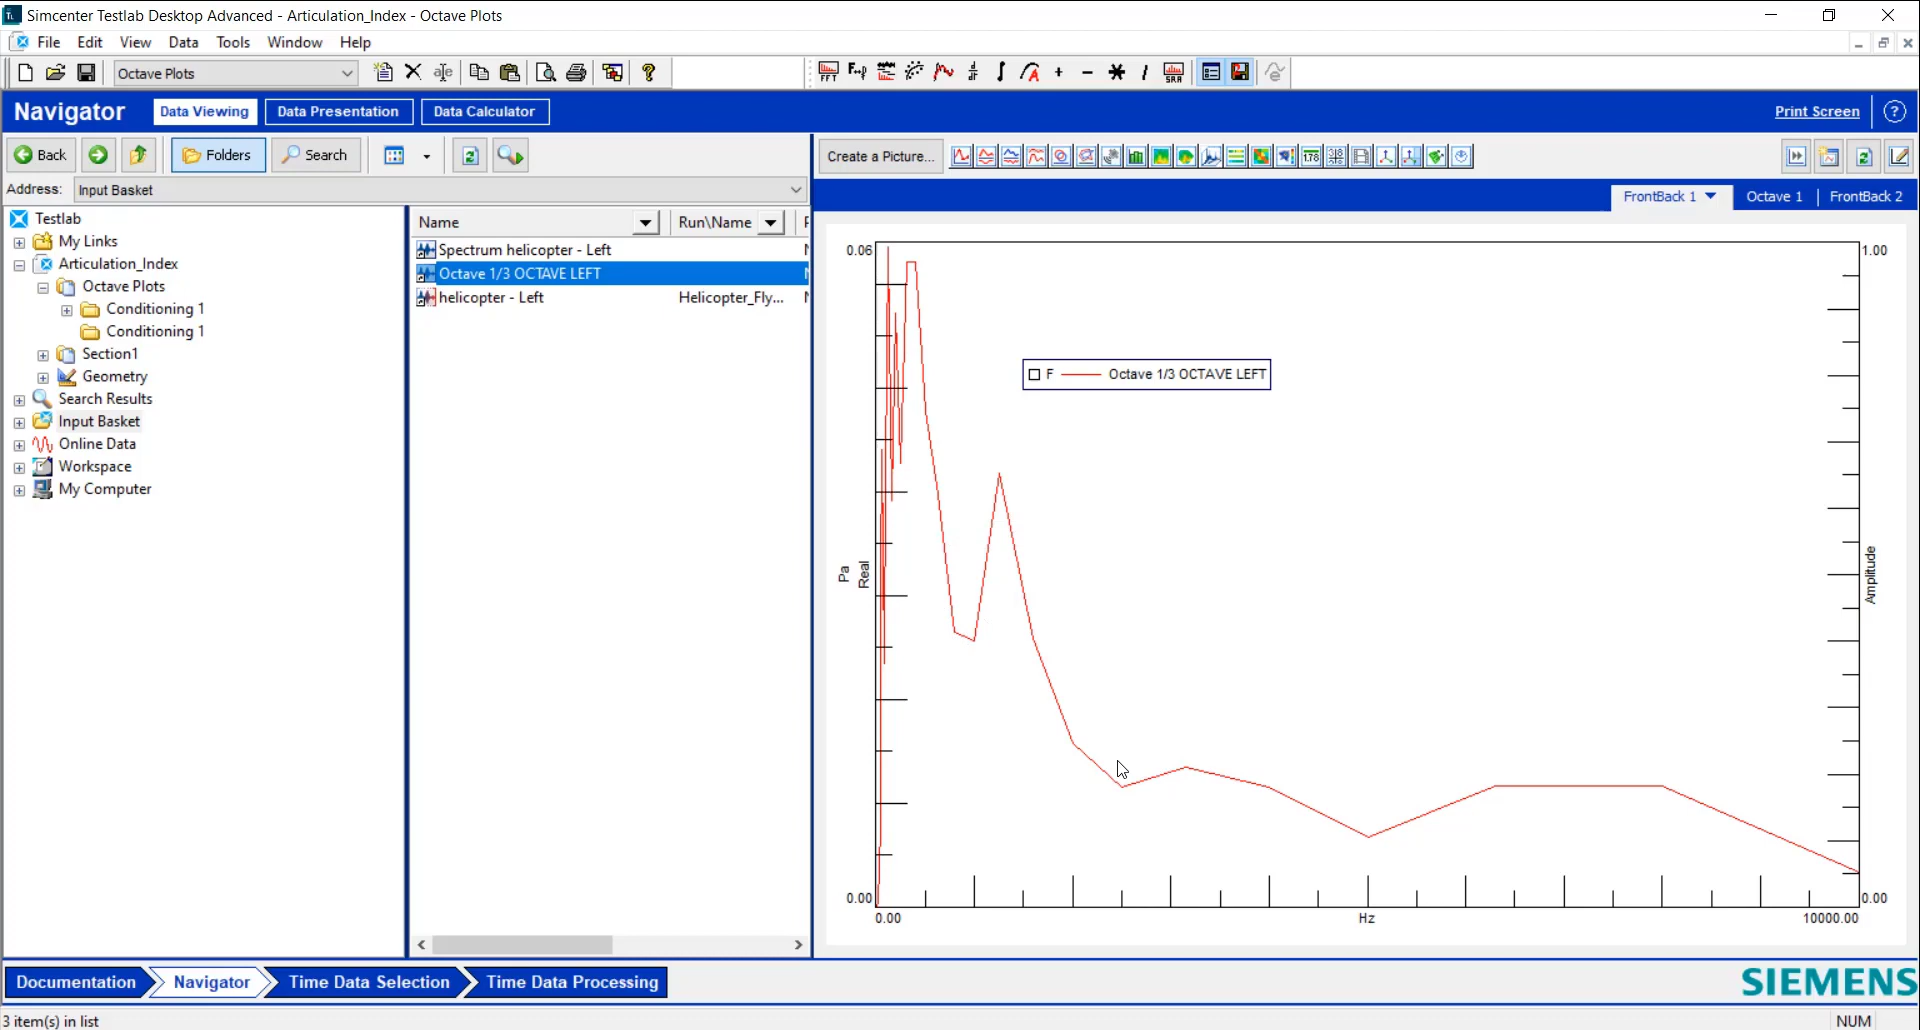 Simcenter Testlab Desktop Advanced - Articulation_Index - Octave Plots
File Edit View Data Tools Window Help
Octave Plots
Navigator Data Viewing Data Presentation Data Calculator Print Screen
Back Folders Search Create a Picture...
Address: Input Basket
FrontBack 1 Octave 1 FrontBack 2
Testlab
My Links
Articulation_Index
Octave Plots
Conditioning 1
Conditioning 1
Section1
Geometry
Search Results
Input Basket
Online Data
Workspace
My Computer
Name Run\Name
Spectrum helicopter - Left
Octave 1/3 OCTAVE LEFT
helicopter - Left Helicopter_Fly...
0.06
1.00
F Octave 1/3 OCTAVE LEFT
Pa
Real
Amplitude
0.00
0.00
0.00 Hz 10000.00
Documentation Navigator Time Data Selection Time Data Processing
SIEMENS
3 item(s) in list NUM